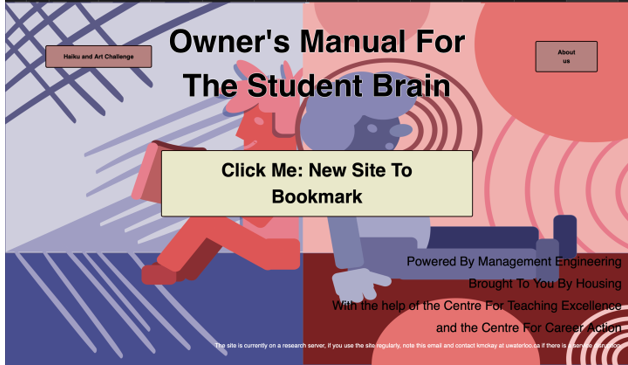 Owner's Manual For
The Student Brain
Haiku and Art Challenge
About
us
Click Me: New Site To
Bookmark
Powered By Management Engineering
Brought To You By Housing
With the help of the Centre For Teaching Excellence
and the Centre For Career Action
The site is currently on a research server, if you use the site regularly, note this email and contact kmckay at uwaterloo.ca if there is a service disruption.